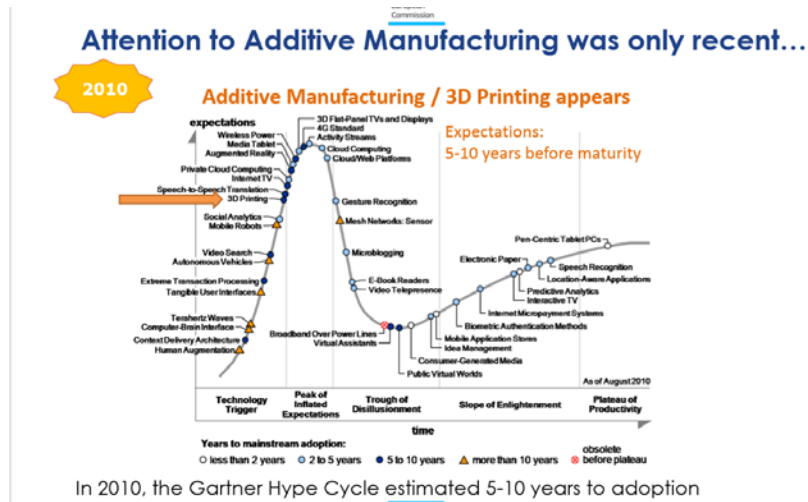 Commission
Attention to Additive Manufacturing was only recent…
2010
Additive Manufacturing / 3D Printing appears
Expectations:
5-10 years before maturity
expectations
3D Flat-Panel TVs and Displays
4G Standard
Activity Streams
Wireless Power
Media Tablet
Augmented Reality
Cloud Computing
Cloud/Web Platforms
Private Cloud Computing
Internet TV
Speech-to-Speech Translation
3D Printing
Gesture Recognition
Social Analytics
Mobile Robots
Mesh Networks: Sensor
Video Search
Autonomous Vehicles
Microblogging
Extreme Transaction Processing
Tangible User Interfaces
E-Book Readers
Video Telepresence
Terahertz Waves
Computer-Brain Interface
Context Delivery Architecture
Human Augmentation
Broadband Over Power Lines
Virtual Assistants
Public Virtual Worlds
Consumer-Generated Media
Idea Management
Mobile Application Stores
Biometric Authentication Methods
Internet Micropayment Systems
Interactive TV
Predictive Analytics
Electronic Paper
Location-Aware Applications
Speech Recognition
Pen-Centric Tablet PCs
As of August 2010
Technology
Trigger
Peak of
Inflated
Expectations
Trough of
Disillusionment
Slope of Enlightenment
Plateau of
Productivity
time
Years to mainstream adoption:
less than 2 years
2 to 5 years
5 to 10 years
more than 10 years
obsolete
before plateau
In 2010, the Gartner Hype Cycle estimated 5-10 years to adoption